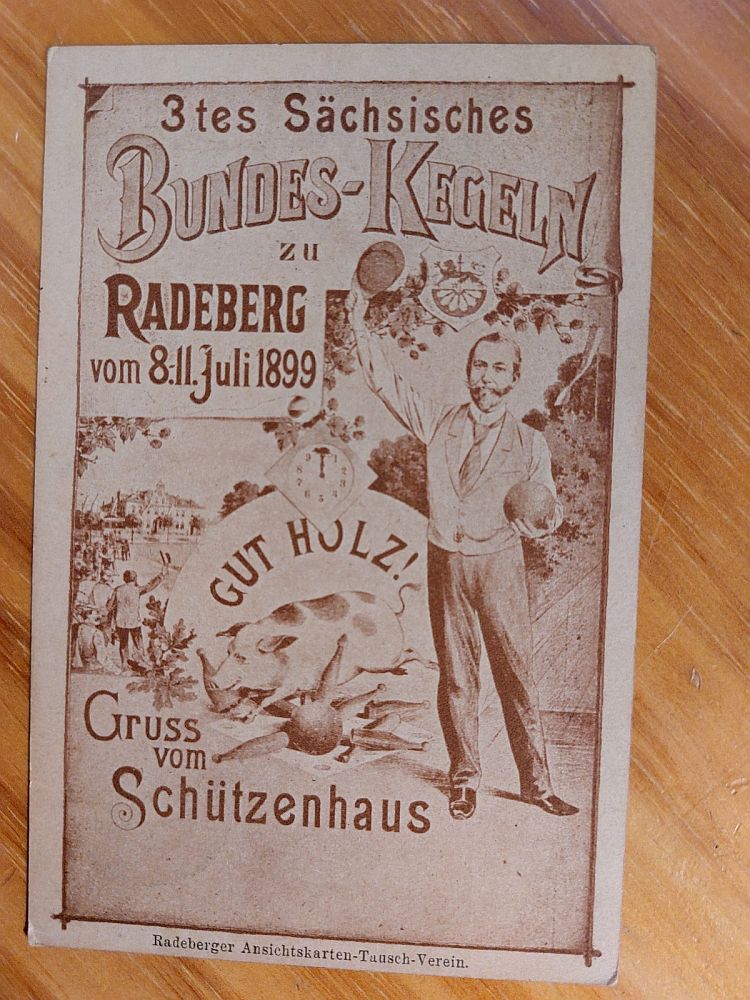 3tes Sächsisches
BUNDES-KEGELN
zu
RADEBERG
vom 8.-11. Juli 1899
GUT HOLZ!
Gruss
vom
Schützenhaus
Radeberger Ansichtskarten-Tausch-Verein.